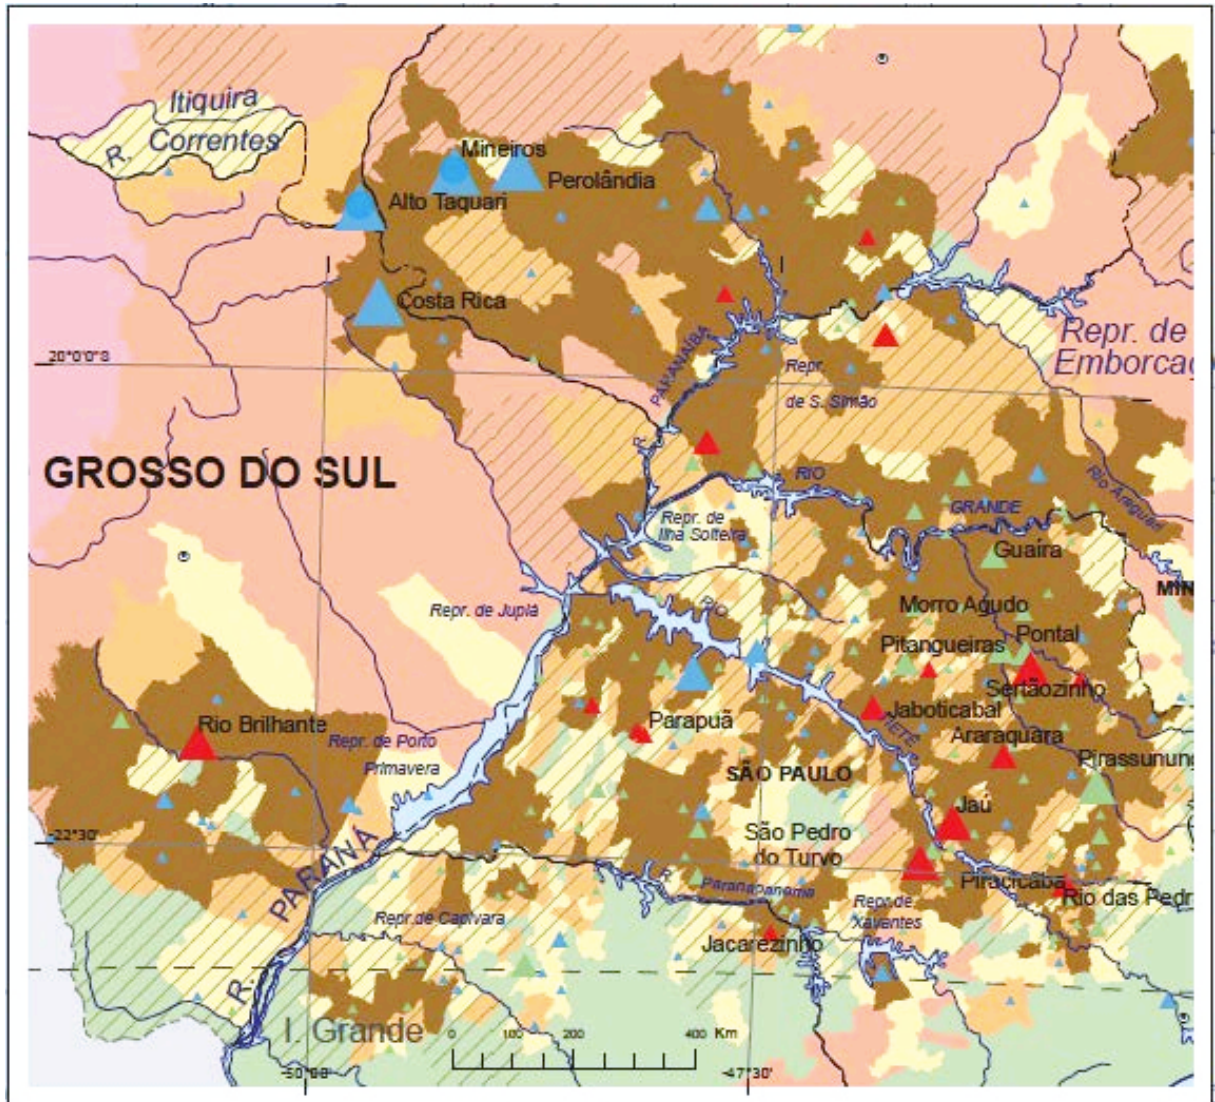 Itiquira
Correntes
R.
Mineiros
Perolândia
Alto Taquari
Costa Rica
20°0'0"S
PARANAÍBA
R.
Repr. de
Emborcaç
Repr.
de S. Simão
GROSSO DO SUL
RIO
GRANDE
Rio Araguari
Repr. de
Ilha Solteira
Guaíra
MIN
Repr. de Jupiá
RIO
Morro Agudo
Pitangueiras
Pontal
Sertãozinho
Rio Brilhante
Parapuã
Jaboticabal
TIETÊ
Araraquara
Repr. de Porto
Primavera
SÃO PAULO
Pirassunung
Jaú
-22°30'
São Pedro
do Turvo
PARANÁ
R.
R.
Paranapanema
Piracicaba
Rio das Pedr
Repr.de Capivara
Repr.de
Xavantes
Jacarezinho
I. Grande
0 100 200 400 Km
-50°00'
-47°30'